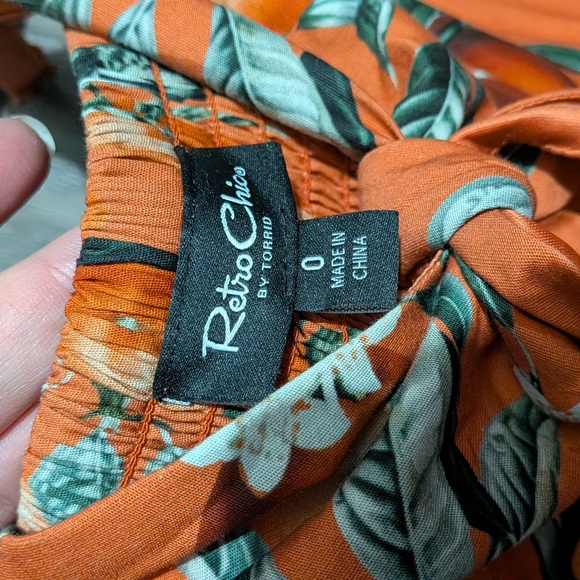 Retro Chic
BY TORRID
0
MADE IN
CHINA